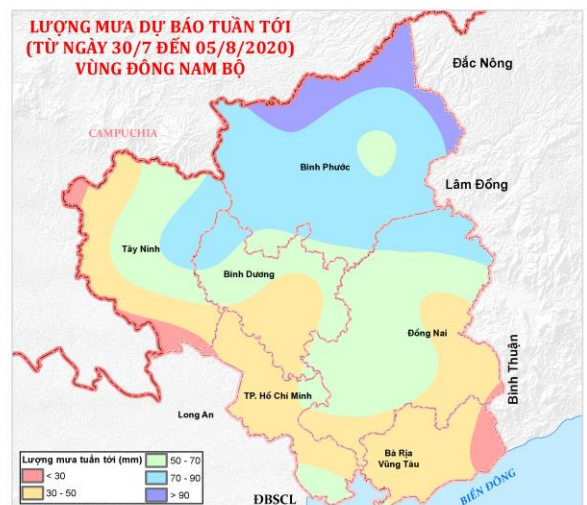 LƯỢNG MƯA DỰ BÁO TUẦN TỚI
(TỪ NGÀY 30/7 ĐẾN 05/8/2020)
VÙNG ĐÔNG NAM BỘ
Đắc Nông
CAMPUCHIA
Bình Phước
Lâm Đồng
Tây Ninh
Bình Dương
Đồng Nai
Bình Thuận
TP. Hồ Chí Minh
Long An
Bà Rịa
Vũng Tàu
BIỂN ĐÔNG
ĐBSCL
Lượng mưa tuần tới (mm)
< 30
30 - 50
50 - 70
70 - 90
> 90